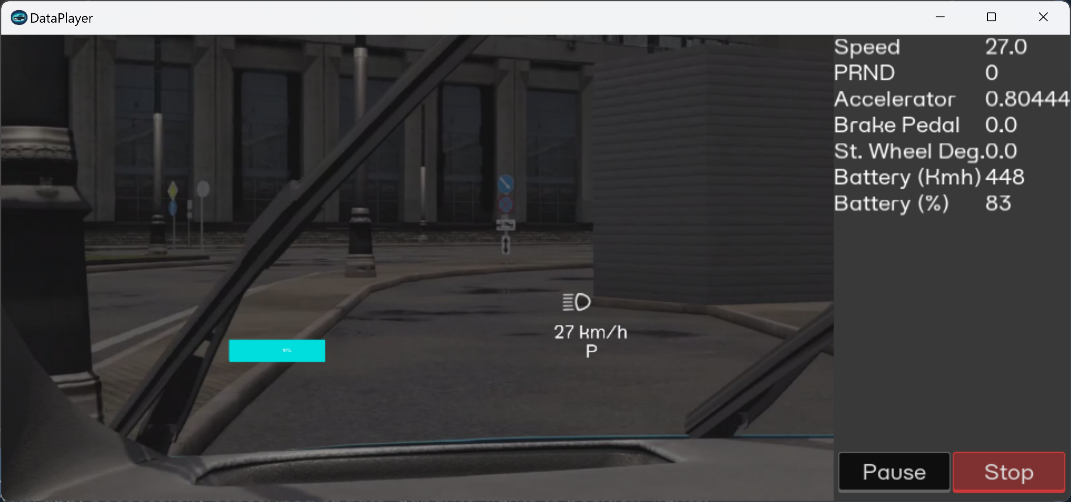 DataPlayer
Speed 27.0
PRND 0
Accelerator 0.80444
Brake Pedal 0.0
St. Wheel Deg. 0.0
Battery (Kmh) 448
Battery (%) 83
27 km/h
P
Pause
Stop